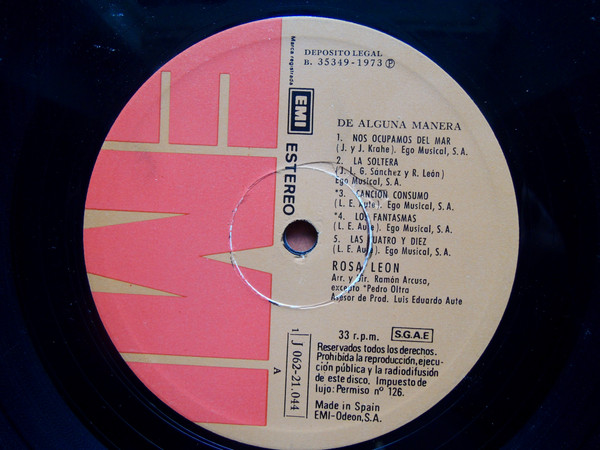 DEPOSITO LEGAL
B. 35349-1973 Ⓟ
Marca registrada
EMI
ESTEREO
DE ALGUNA MANERA
1. NOS OCUPAMOS DEL MAR
(J. y J. Krahe). Ego Musical, S.A.
2. LA SOLTERA
(J. L. G. Sánchez y R. León)
Ego Musical, S.A.
*3. CANCION CONSUMO
(L. E. Aute). Ego Musical, S.A.
*4. LOS FANTASMAS
(L. E. Aute). Ego Musical, S.A.
5. LAS CUATRO Y DIEZ
(L. E. Aute). Ego Musical, S.A.
ROSA LEON
Arr. y Dir. Ramón Arcusa,
excepto *Pedro Oltra
Asesor de Prod. Luis Eduardo Aute
33 r.p.m. S.G.A.E
Reservados todos los derechos.
Prohibida la reproducción, ejecu-
ción pública y la radiodifusión
de este disco. Impuesto de
lujo: Permiso nº 126.
Made in Spain
EMI-Odeon, S.A.
1 J 062-21.044
A
EMI